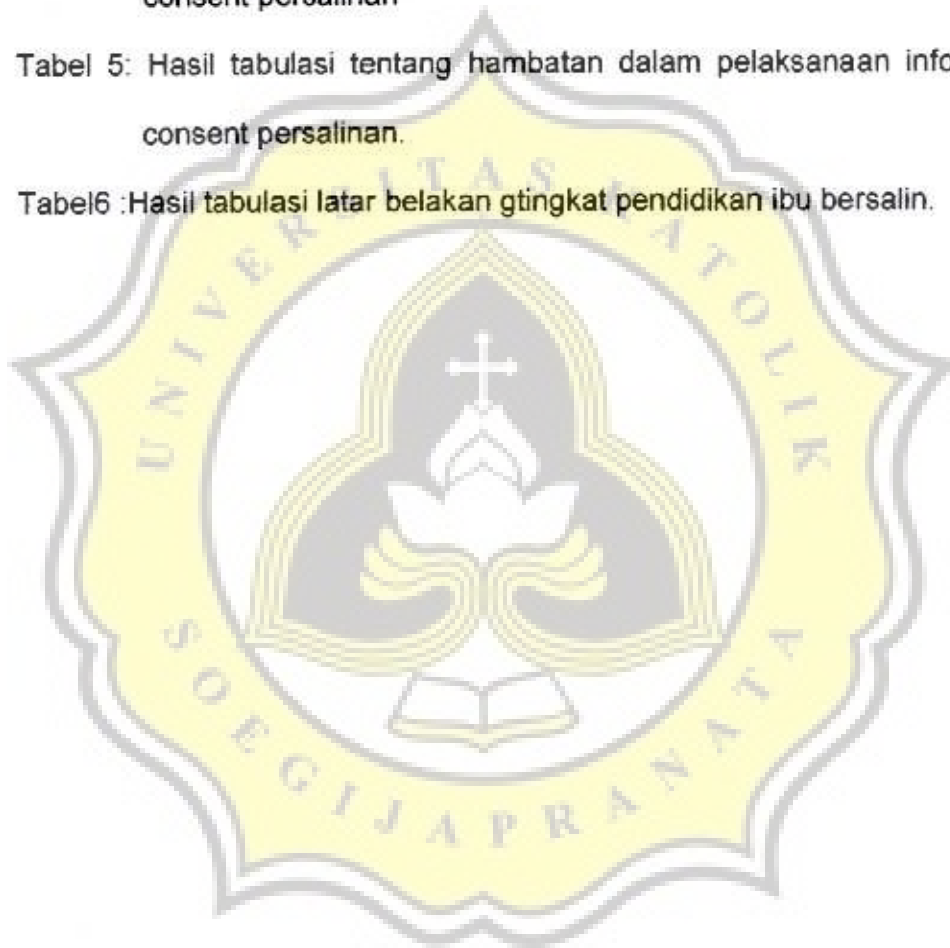 consent persalinan
Tabel 5: Hasil tabulasi tentang hambatan dalam pelaksanaan info
consent persalinan.
Tabel6 :Hasil tabulasi latar belakan gtingkat pendidikan ibu bersalin.
UNIVERSITAS KATOLIK
SOEGIJAPRANATA